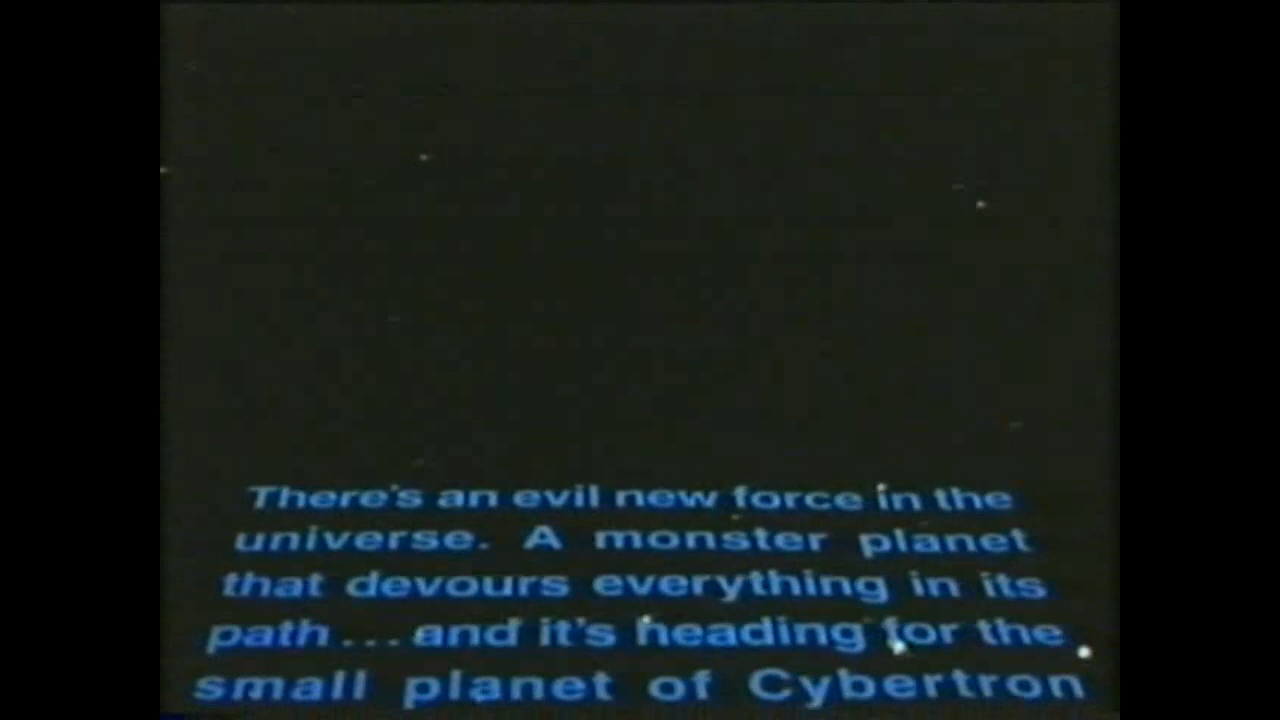 There's an evil new force in the
universe. A monster planet
that devours everything in its
path...and it's heading for the
small planet of Cybertron